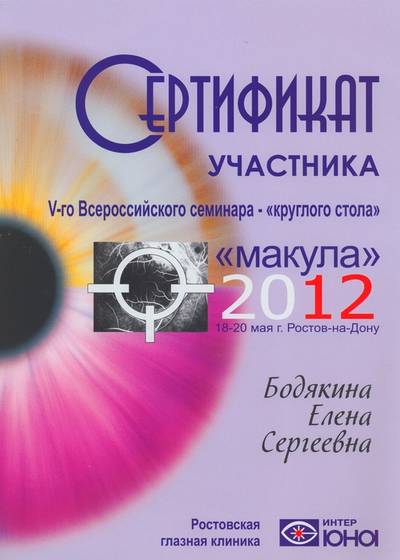 СЕРТИФИКАТ
УЧАСТНИКА
V-го Всероссийского семинара - «круглого стола»
«макула»
2012
18-20 мая г. Ростов-на-Дону
Бодякина
Елена
Сергеевна
Ростовская
глазная клиника
ИНТЕР
ЮНА